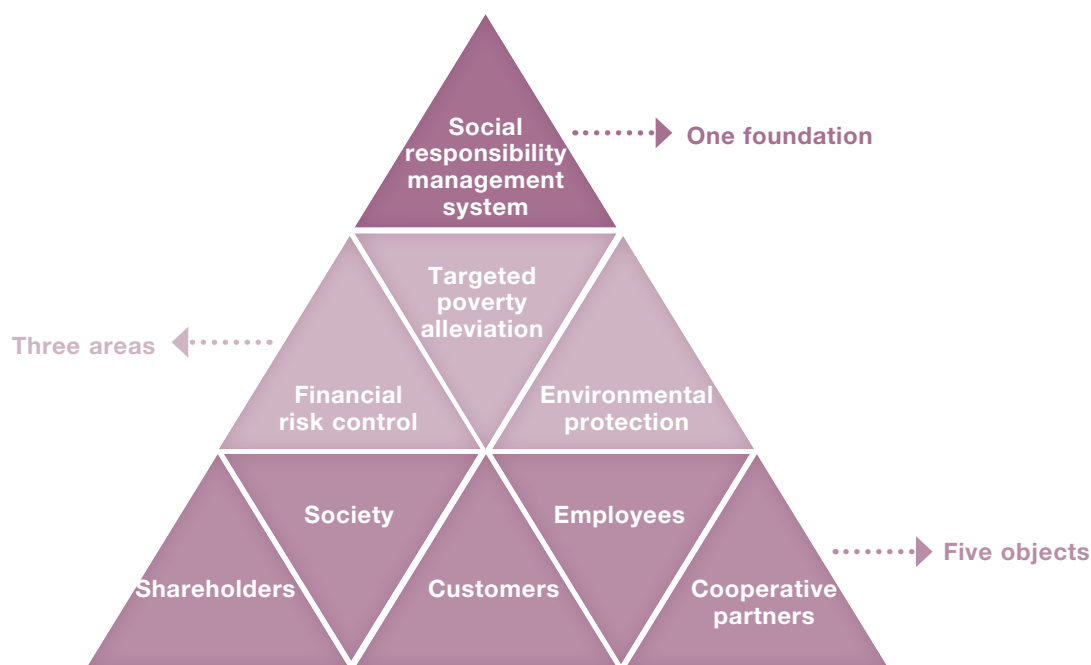 Social
responsibility
management
system
One foundation
Targeted
poverty
alleviation
Three areas
Financial
risk control
Environmental
protection
Society
Employees
Five objects
Shareholders
Customers
Cooperative
partners